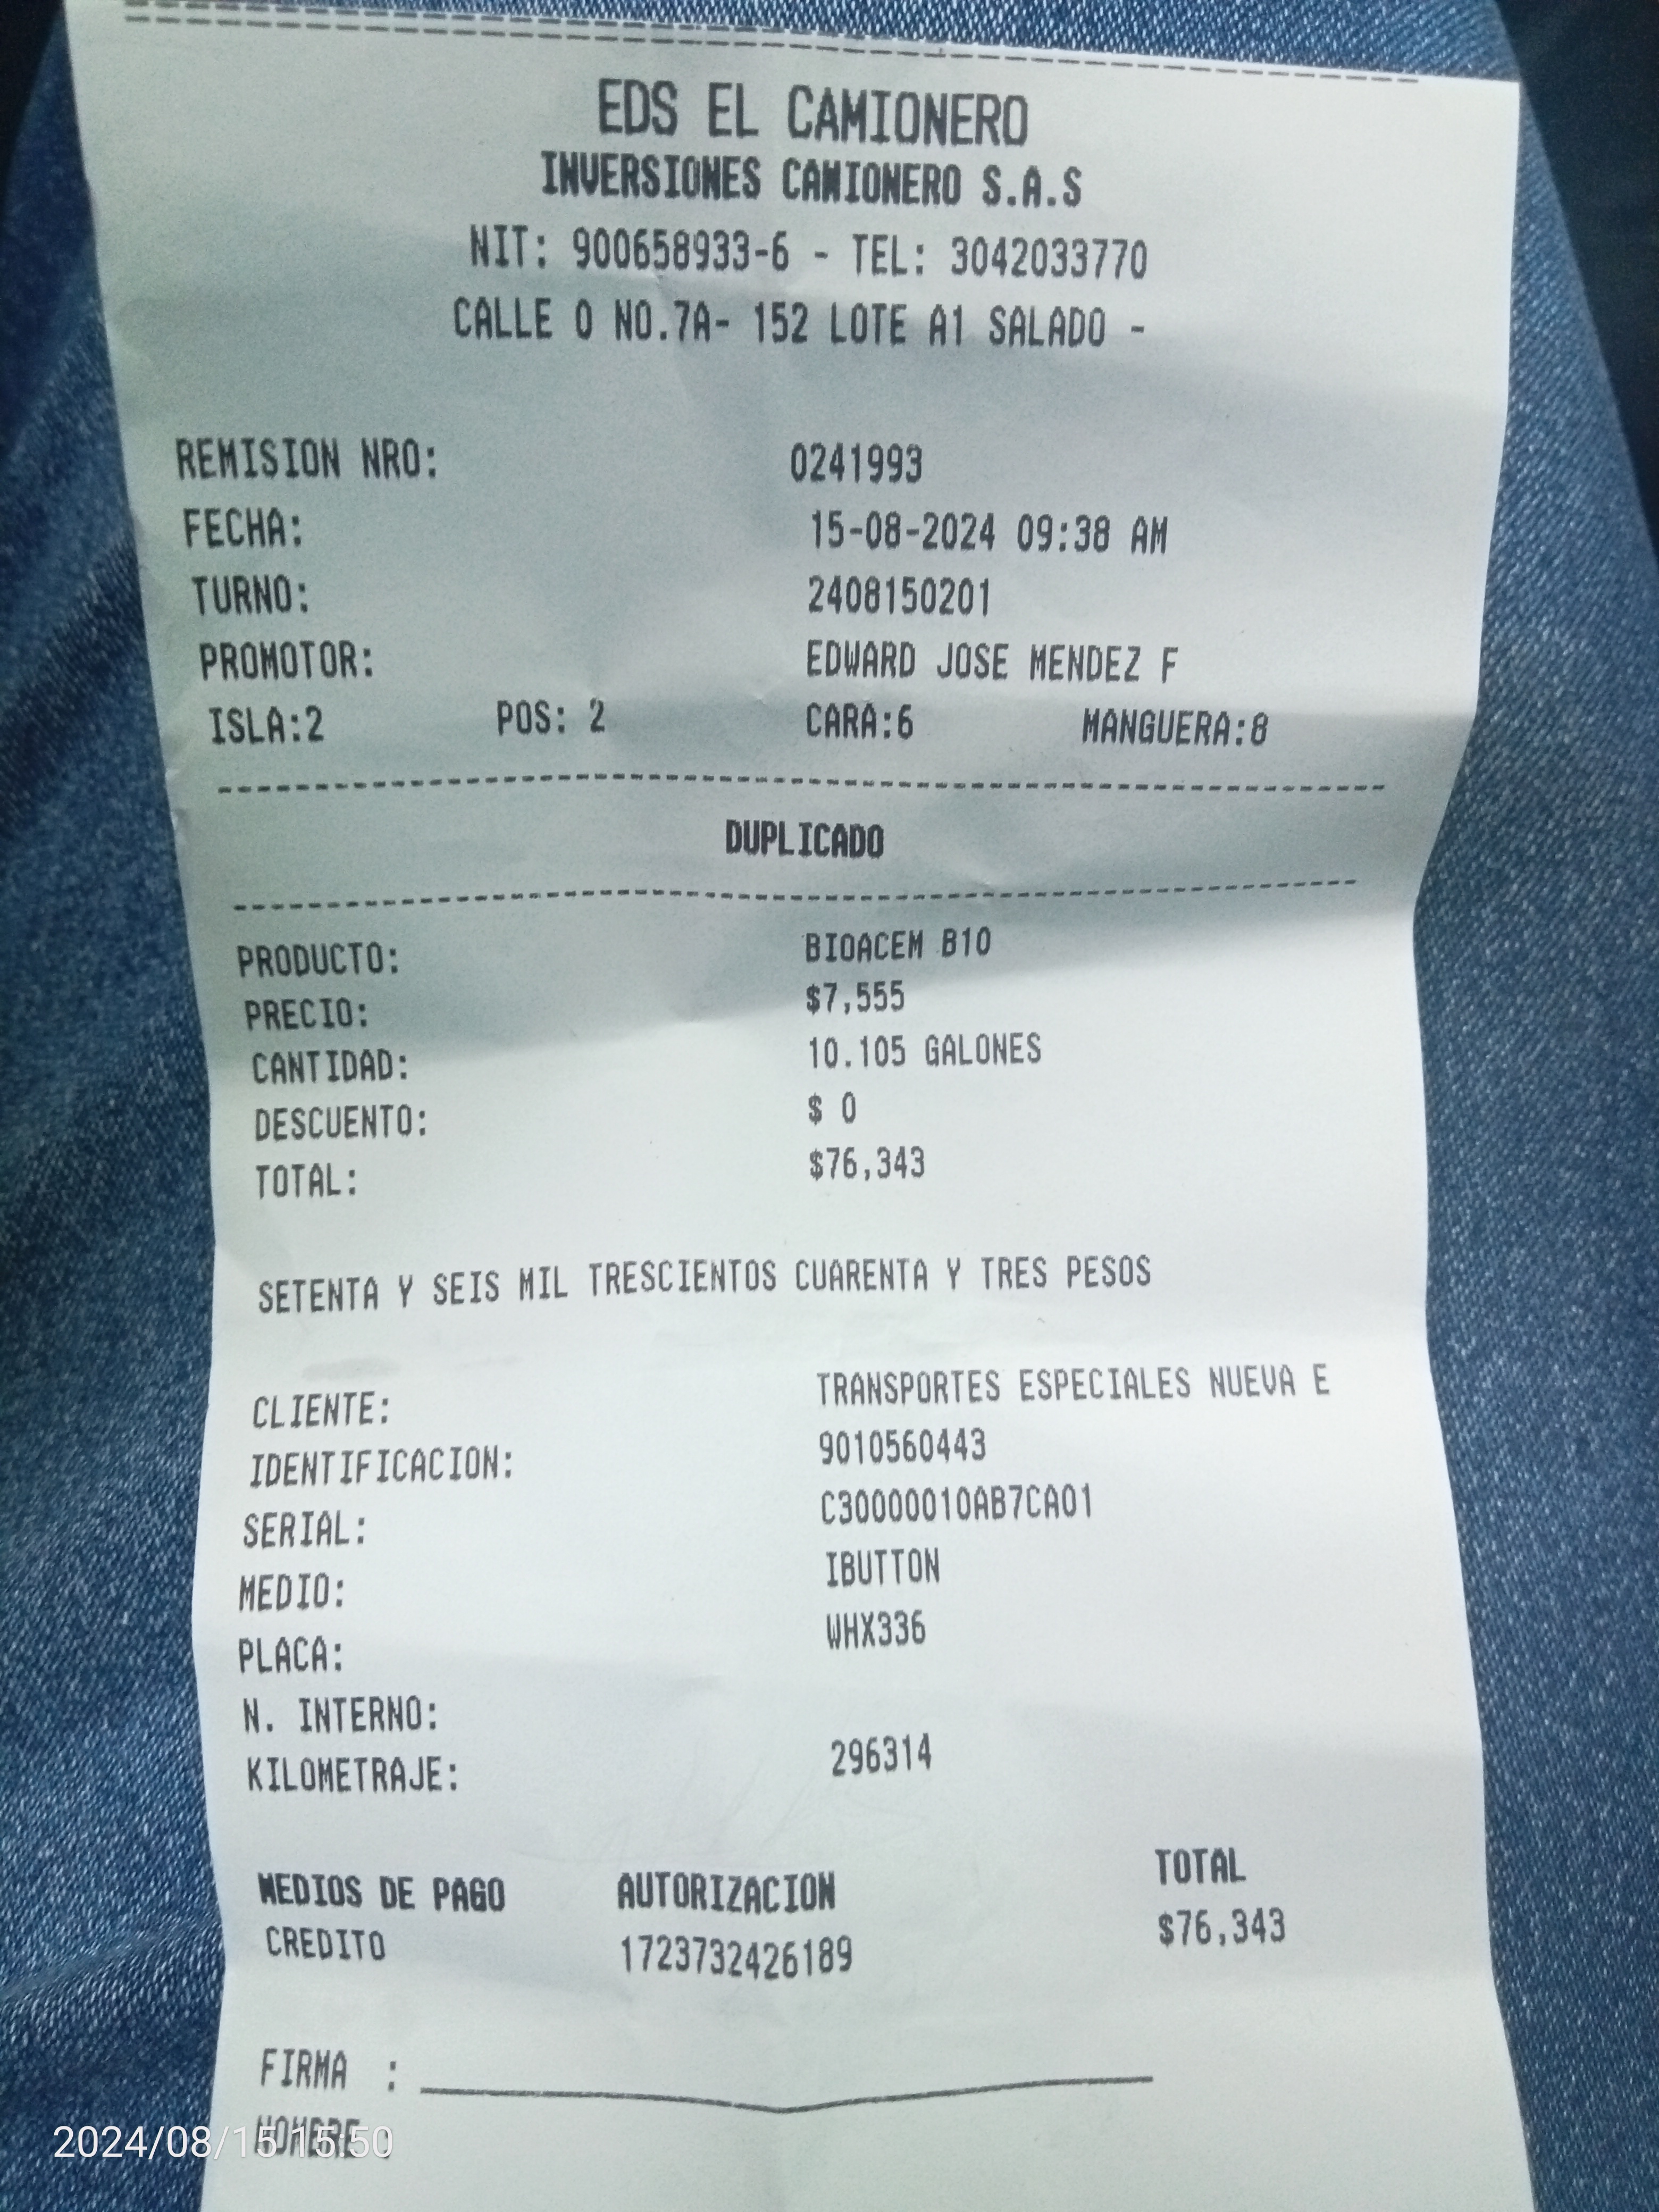 EDS EL CAMIONERO
INVERSIONES CAMIONERO S.A.S
NIT: 900658933-6 - TEL: 3042033770
CALLE 0 NO.7A- 152 LOTE A1 SALADO -
REMISION NRO: 0241993
FECHA: 15-08-2024 09:38 AM
TURNO: 2408150201
PROMOTOR: EDWARD JOSE MENDEZ F
ISLA:2 POS: 2 CARA:6 MANGUERA:8
DUPLICADO
PRODUCTO: BIOACEM B10
PRECIO: $7,555
CANTIDAD: 10.105 GALONES
DESCUENTO: $ 0
TOTAL: $76,343
SETENTA Y SEIS MIL TRESCIENTOS CUARENTA Y TRES PESOS
CLIENTE: TRANSPORTES ESPECIALES NUEVA E
IDENTIFICACION: 9010560443
SERIAL: C30000010AB7CA01
MEDIO: IBUTTON
PLACA: WHX336
N. INTERNO:
KILOMETRAJE: 296314
MEDIOS DE PAGO AUTORIZACION TOTAL
CREDITO 1723732426189 $76,343
FIRMA :
NOMBRE :
2024/08/15 15:50